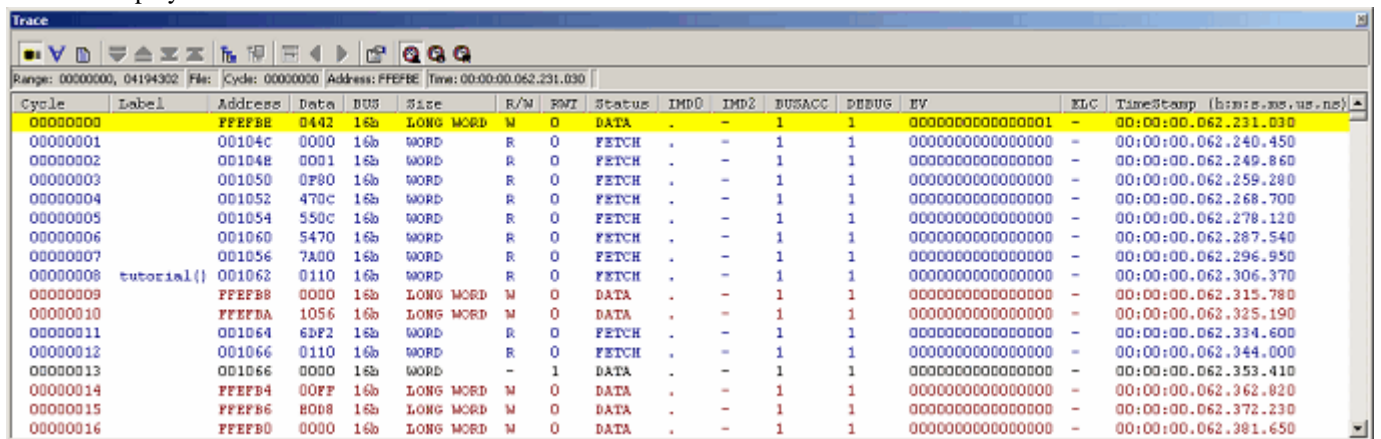 Trace
Range: 00000000, 04194302 File: Cycle: 00000000 Address: FFEFBE Time: 00:00:00.062.231.030
Cycle Label Address Data BUS Size R/W RWT Status IMD0 IMD2 BUSACC DEBUG EV ELC TimeStamp (h:m:s.ms.us.ns)
00000000 FFEFBE 0442 16b LONG WORD W 0 DATA . - 1 1 0000000000000001 - 00:00:00.062.231.030
00000001 00104C 0000 16b WORD R 0 FETCH . - 1 1 0000000000000000 - 00:00:00.062.240.450
00000002 00104E 0001 16b WORD R 0 FETCH . - 1 1 0000000000000000 - 00:00:00.062.249.860
00000003 001050 0F80 16b WORD R 0 FETCH . - 1 1 0000000000000000 - 00:00:00.062.259.280
00000004 001052 470C 16b WORD R 0 FETCH . - 1 1 0000000000000000 - 00:00:00.062.268.700
00000005 001054 550C 16b WORD R 0 FETCH . - 1 1 0000000000000000 - 00:00:00.062.278.120
00000006 001060 5470 16b WORD R 0 FETCH . - 1 1 0000000000000000 - 00:00:00.062.287.540
00000007 001056 7A00 16b WORD R 0 FETCH . - 1 1 0000000000000000 - 00:00:00.062.296.950
00000008 tutorial() 001062 0110 16b WORD R 0 FETCH . - 1 1 0000000000000000 - 00:00:00.062.306.370
00000009 FFEFB8 0000 16b LONG WORD W 0 DATA . - 1 1 0000000000000000 - 00:00:00.062.315.780
00000010 FFEFBA 1056 16b LONG WORD W 0 DATA . - 1 1 0000000000000000 - 00:00:00.062.325.190
00000011 001064 6DF2 16b WORD R 0 FETCH . - 1 1 0000000000000000 - 00:00:00.062.334.600
00000012 001066 0110 16b WORD R 0 FETCH . - 1 1 0000000000000000 - 00:00:00.062.344.000
00000013 001066 0000 16b WORD - 1 DATA . - 1 1 0000000000000000 - 00:00:00.062.353.410
00000014 FFEFB4 00FF 16b LONG WORD W 0 DATA . - 1 1 0000000000000000 - 00:00:00.062.362.820
00000015 FFEFB6 E0D8 16b LONG WORD W 0 DATA . - 1 1 0000000000000000 - 00:00:00.062.372.230
00000016 FFEFB0 0000 16b LONG WORD W 0 DATA . - 1 1 0000000000000000 - 00:00:00.062.381.650